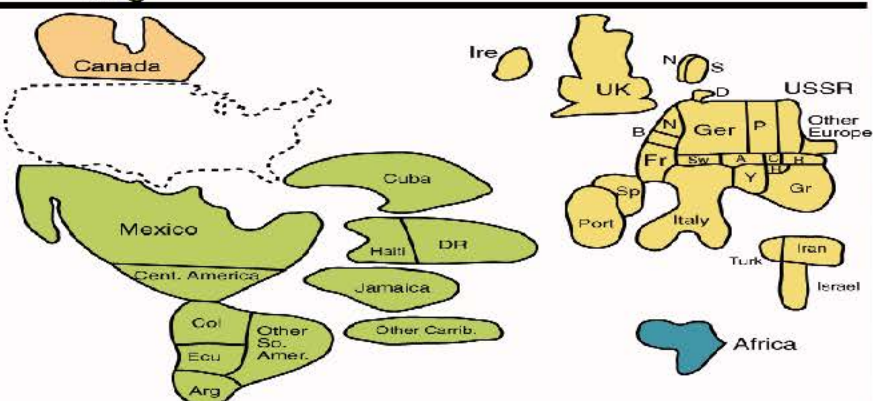 Canada
Ire
UK
N
S
D
USSR
B
N
Ger
P
Other
Europe
Fr
Sw
A
C
H
H
Y
Gr
Sp
Port
Italy
Turk
Iran
Israel
Cuba
Mexico
Haiti
DR
Cent. America
Jamaica
Col
Other
So.
Amer.
Other Carrib.
Ecu
Arg
Africa